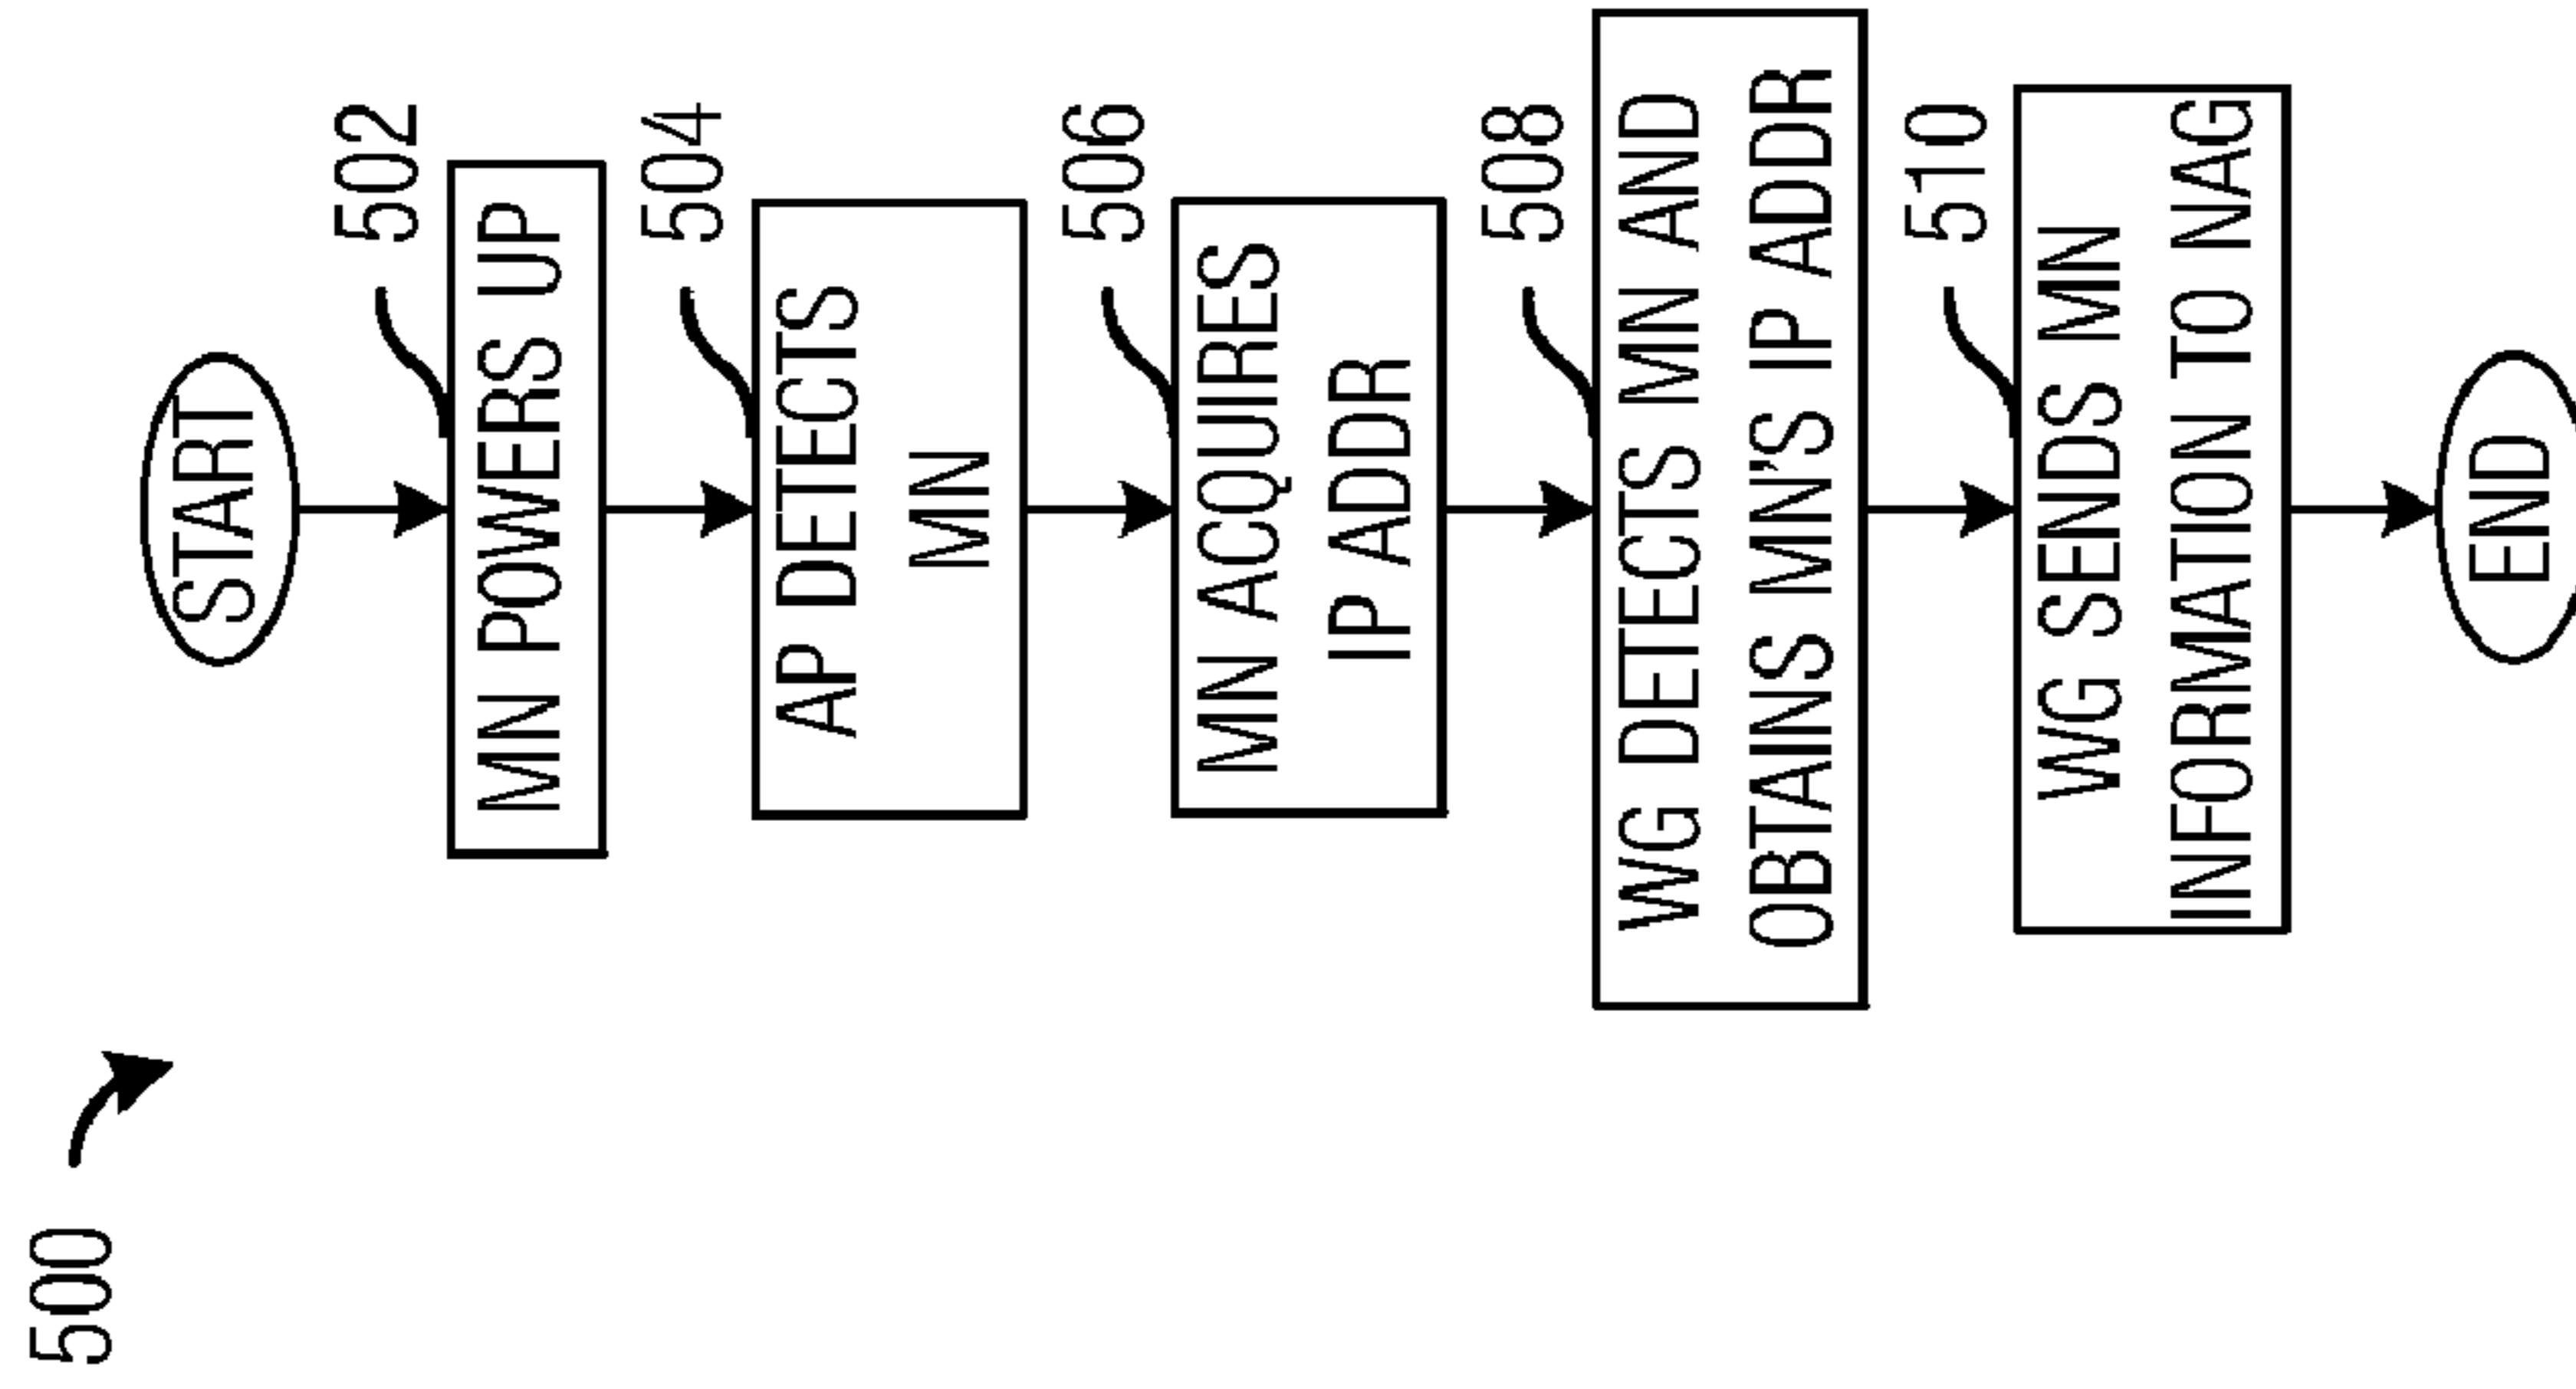 500
START
502
MN POWERS UP
504
AP DETECTS
MN
506
MN ACQUIRES
IP ADDR
508
WG DETECTS MN AND
OBTAINS MN'S IP ADDR
510
WG SENDS MN
INFORMATION TO NAG
END